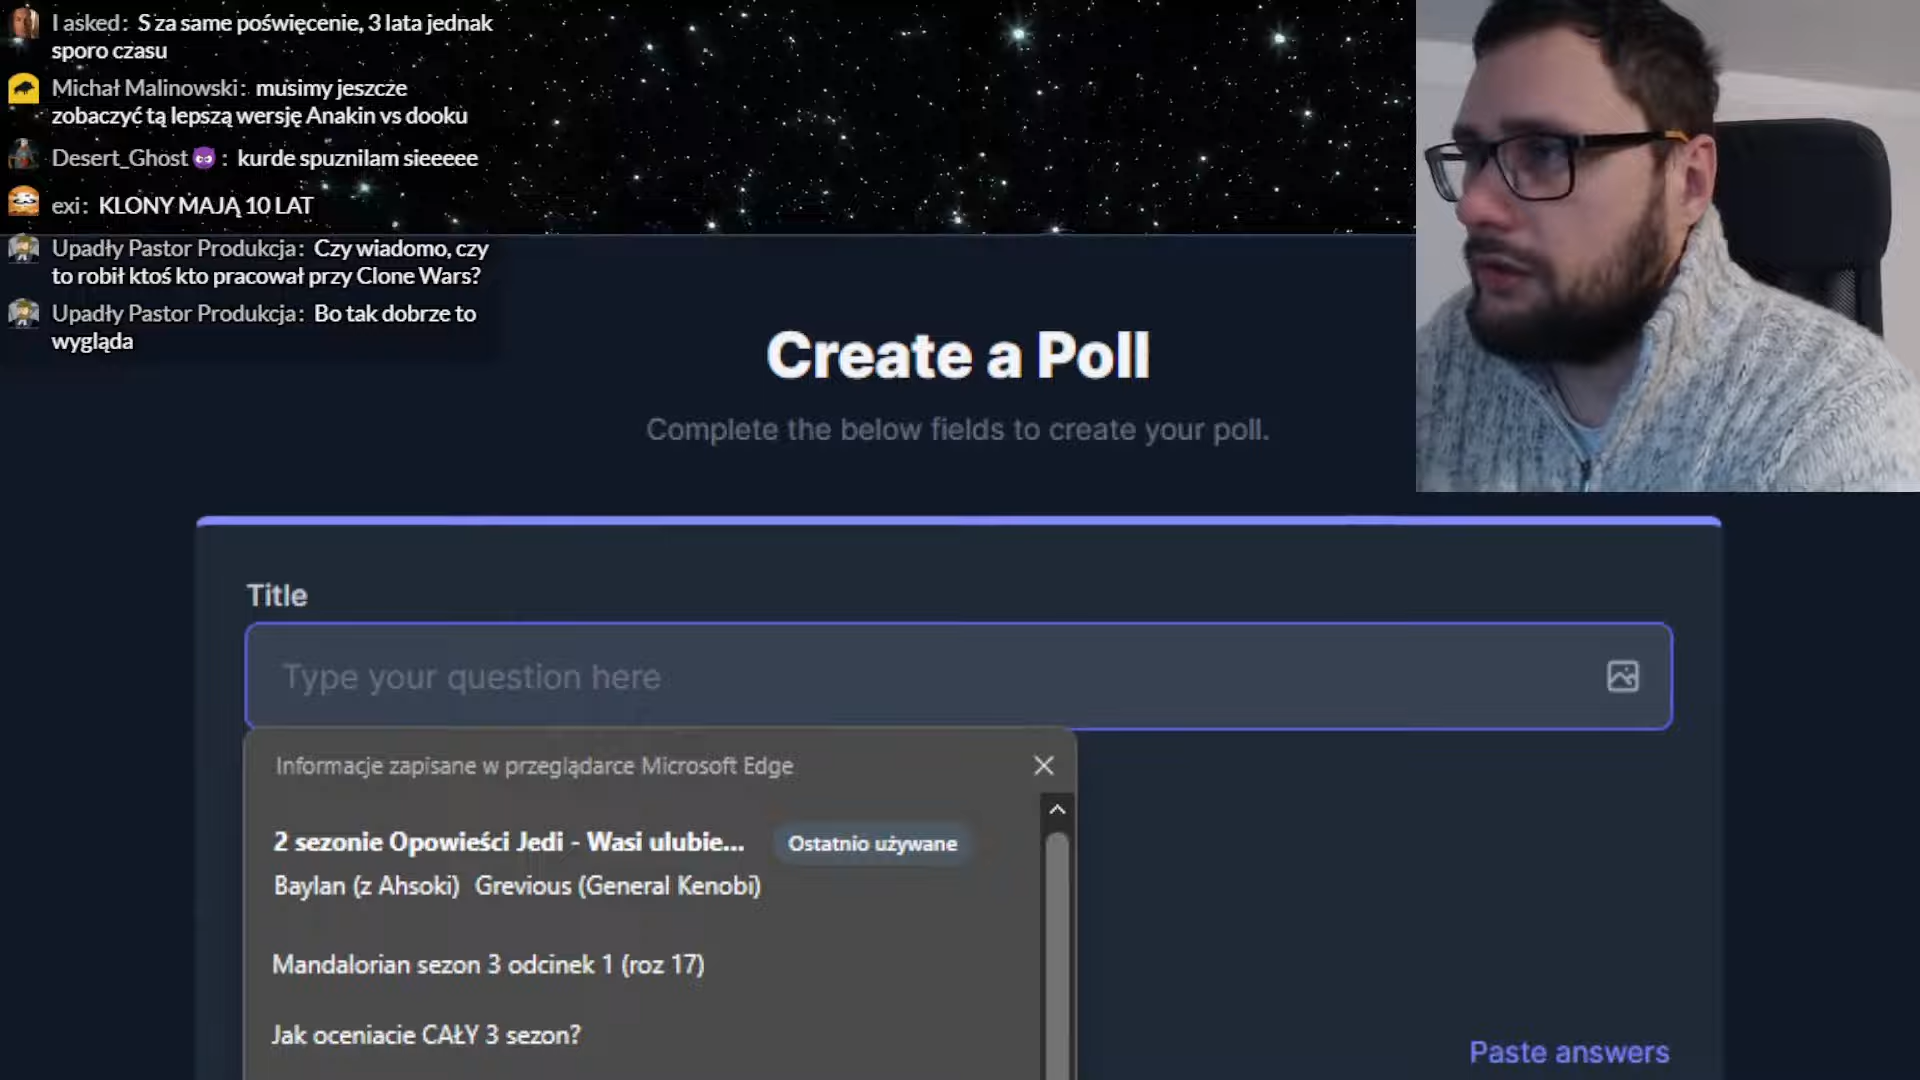 I asked: S za same poświęcenie, 3 lata jednak
sporo czasu
Michał Malinowski: musimy jeszcze
zobaczyć tą lepszą wersję Anakin vs dooku
Desert_Ghost: kurde spuznilam sieeeee
exi: KLONY MAJĄ 10 LAT
Upadły Pastor Produkcja: Czy wiadomo, czy
to robił ktoś kto pracował przy Clone Wars?
Upadły Pastor Produkcja: Bo tak dobrze to
wygląda
Create a Poll
Complete the below fields to create your poll.
Title
Type your question here
Informacje zapisane w przeglądarce Microsoft Edge
2 sezonie Opowieści Jedi - Wasi ulubie... Ostatnio używane
Baylan (z Ahsoki) Grevious (General Kenobi)
Mandalorian sezon 3 odcinek 1 (roz 17)
Jak oceniacie CAŁY 3 sezon?
Paste answers